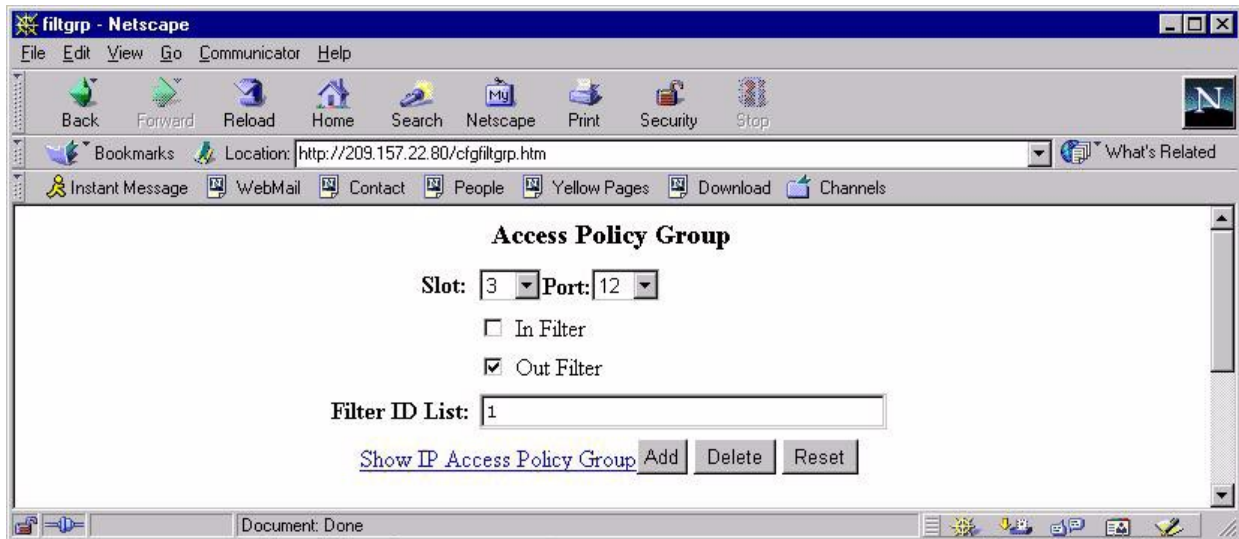 filtgrp - Netscape
File Edit View Go Communicator Help
My
Back Forward Reload Home Search Netscape Print Security Stop
N
Bookmarks Location: http://209.157.22.80/cfgfiltgrp.htm What's Related
Instant Message WebMail Contact People Yellow Pages Download Channels
Access Policy Group
Slot: 3 Port: 12
In Filter
Out Filter
Filter ID List: 1
Show IP Access Policy Group Add Delete Reset
Document: Done